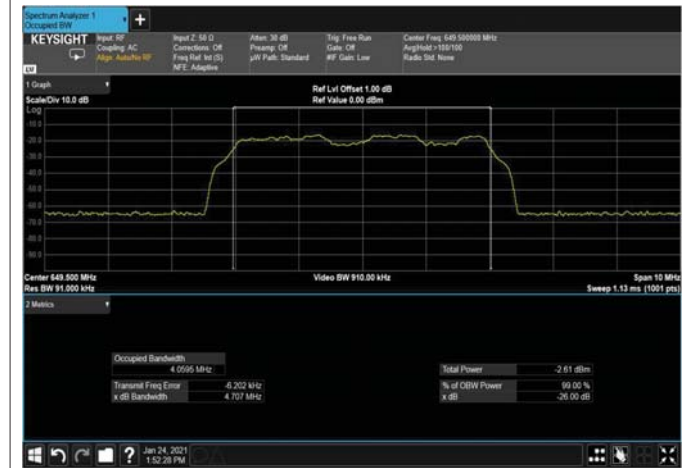 Spectrum Analyzer 1
Occupied BW
+
KEYSIGHT
Input: RF
Coupling: AC
Align: Auto/No RF
Input Z: 50 Ω
Corrections: Off
Freq Ref: Int (S)
NFE: Adaptive
Atten: 30 dB
Preamp: Off
µW Path: Standard
Trig: Free Run
Gate: Off
#IF Gain: Low
Center Freq: 649.500000 MHz
Avg|Hold:>100/100
Radio Std: None
1 Graph
Scale/Div 10.0 dB
Ref Lvl Offset 1.00 dB
Ref Value 0.00 dBm
Log
-10.0
-20.0
-30.0
-40.0
-50.0
-60.0
-70.0
-80.0
-90.0
Center 649.500 MHz
Res BW 91.000 kHz
Video BW 910.00 kHz
Span 10 MHz
Sweep 1.13 ms (1001 pts)
2 Metrics
Occupied Bandwidth
4.0595 MHz
Transmit Freq Error -6.202 kHz
x dB Bandwidth 4.707 MHz
Total Power -2.61 dBm
% of OBW Power 99.00 %
x dB -26.00 dB
?
Jan 24, 2021
1:52:28 PM